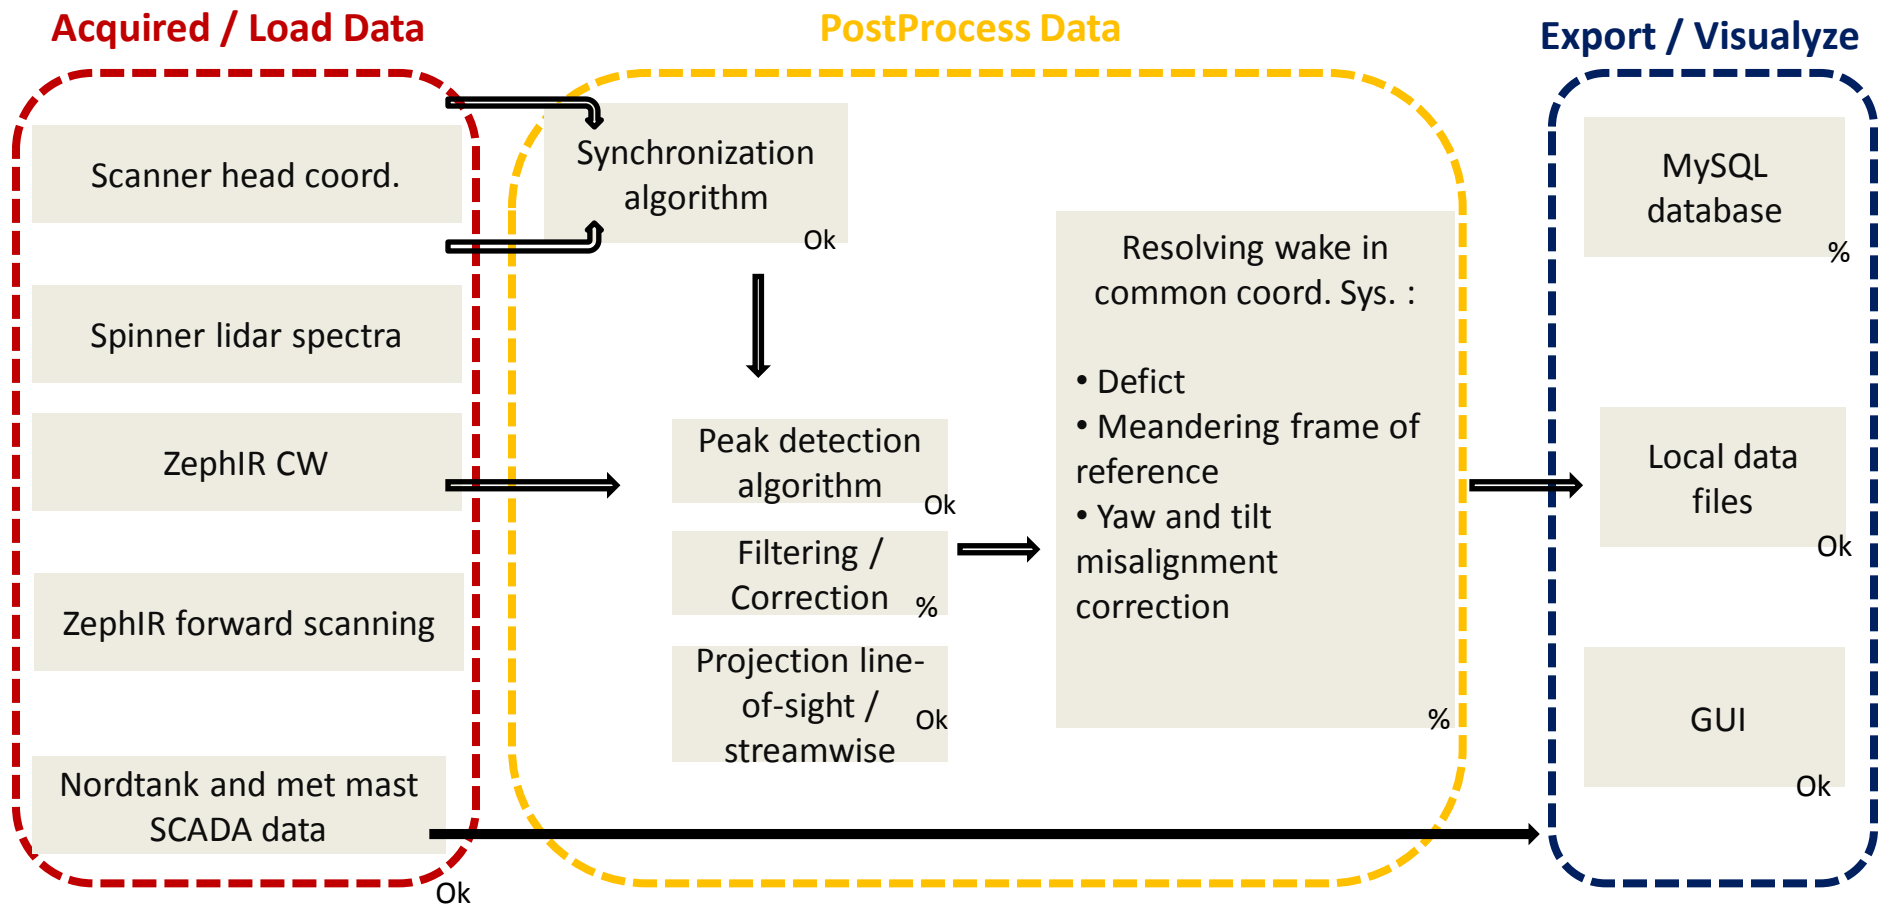 Acquired / Load Data
Scanner head coord.
Spinner lidar spectra
ZephIR CW
ZephIR forward scanning
Nordtank and met mast
SCADA data
Ok
PostProcess Data
Synchronization
algorithm
Ok
Peak detection
algorithm
Ok
Filtering /
Correction
%
Projection line-
of-sight /
streamwise
Ok
Resolving wake in
common coord. Sys. :
• Defict
• Meandering frame of
reference
• Yaw and tilt
misalignment
correction
%
Export / Visualyze
MySQL
database
%
Local data
files
Ok
GUI
Ok